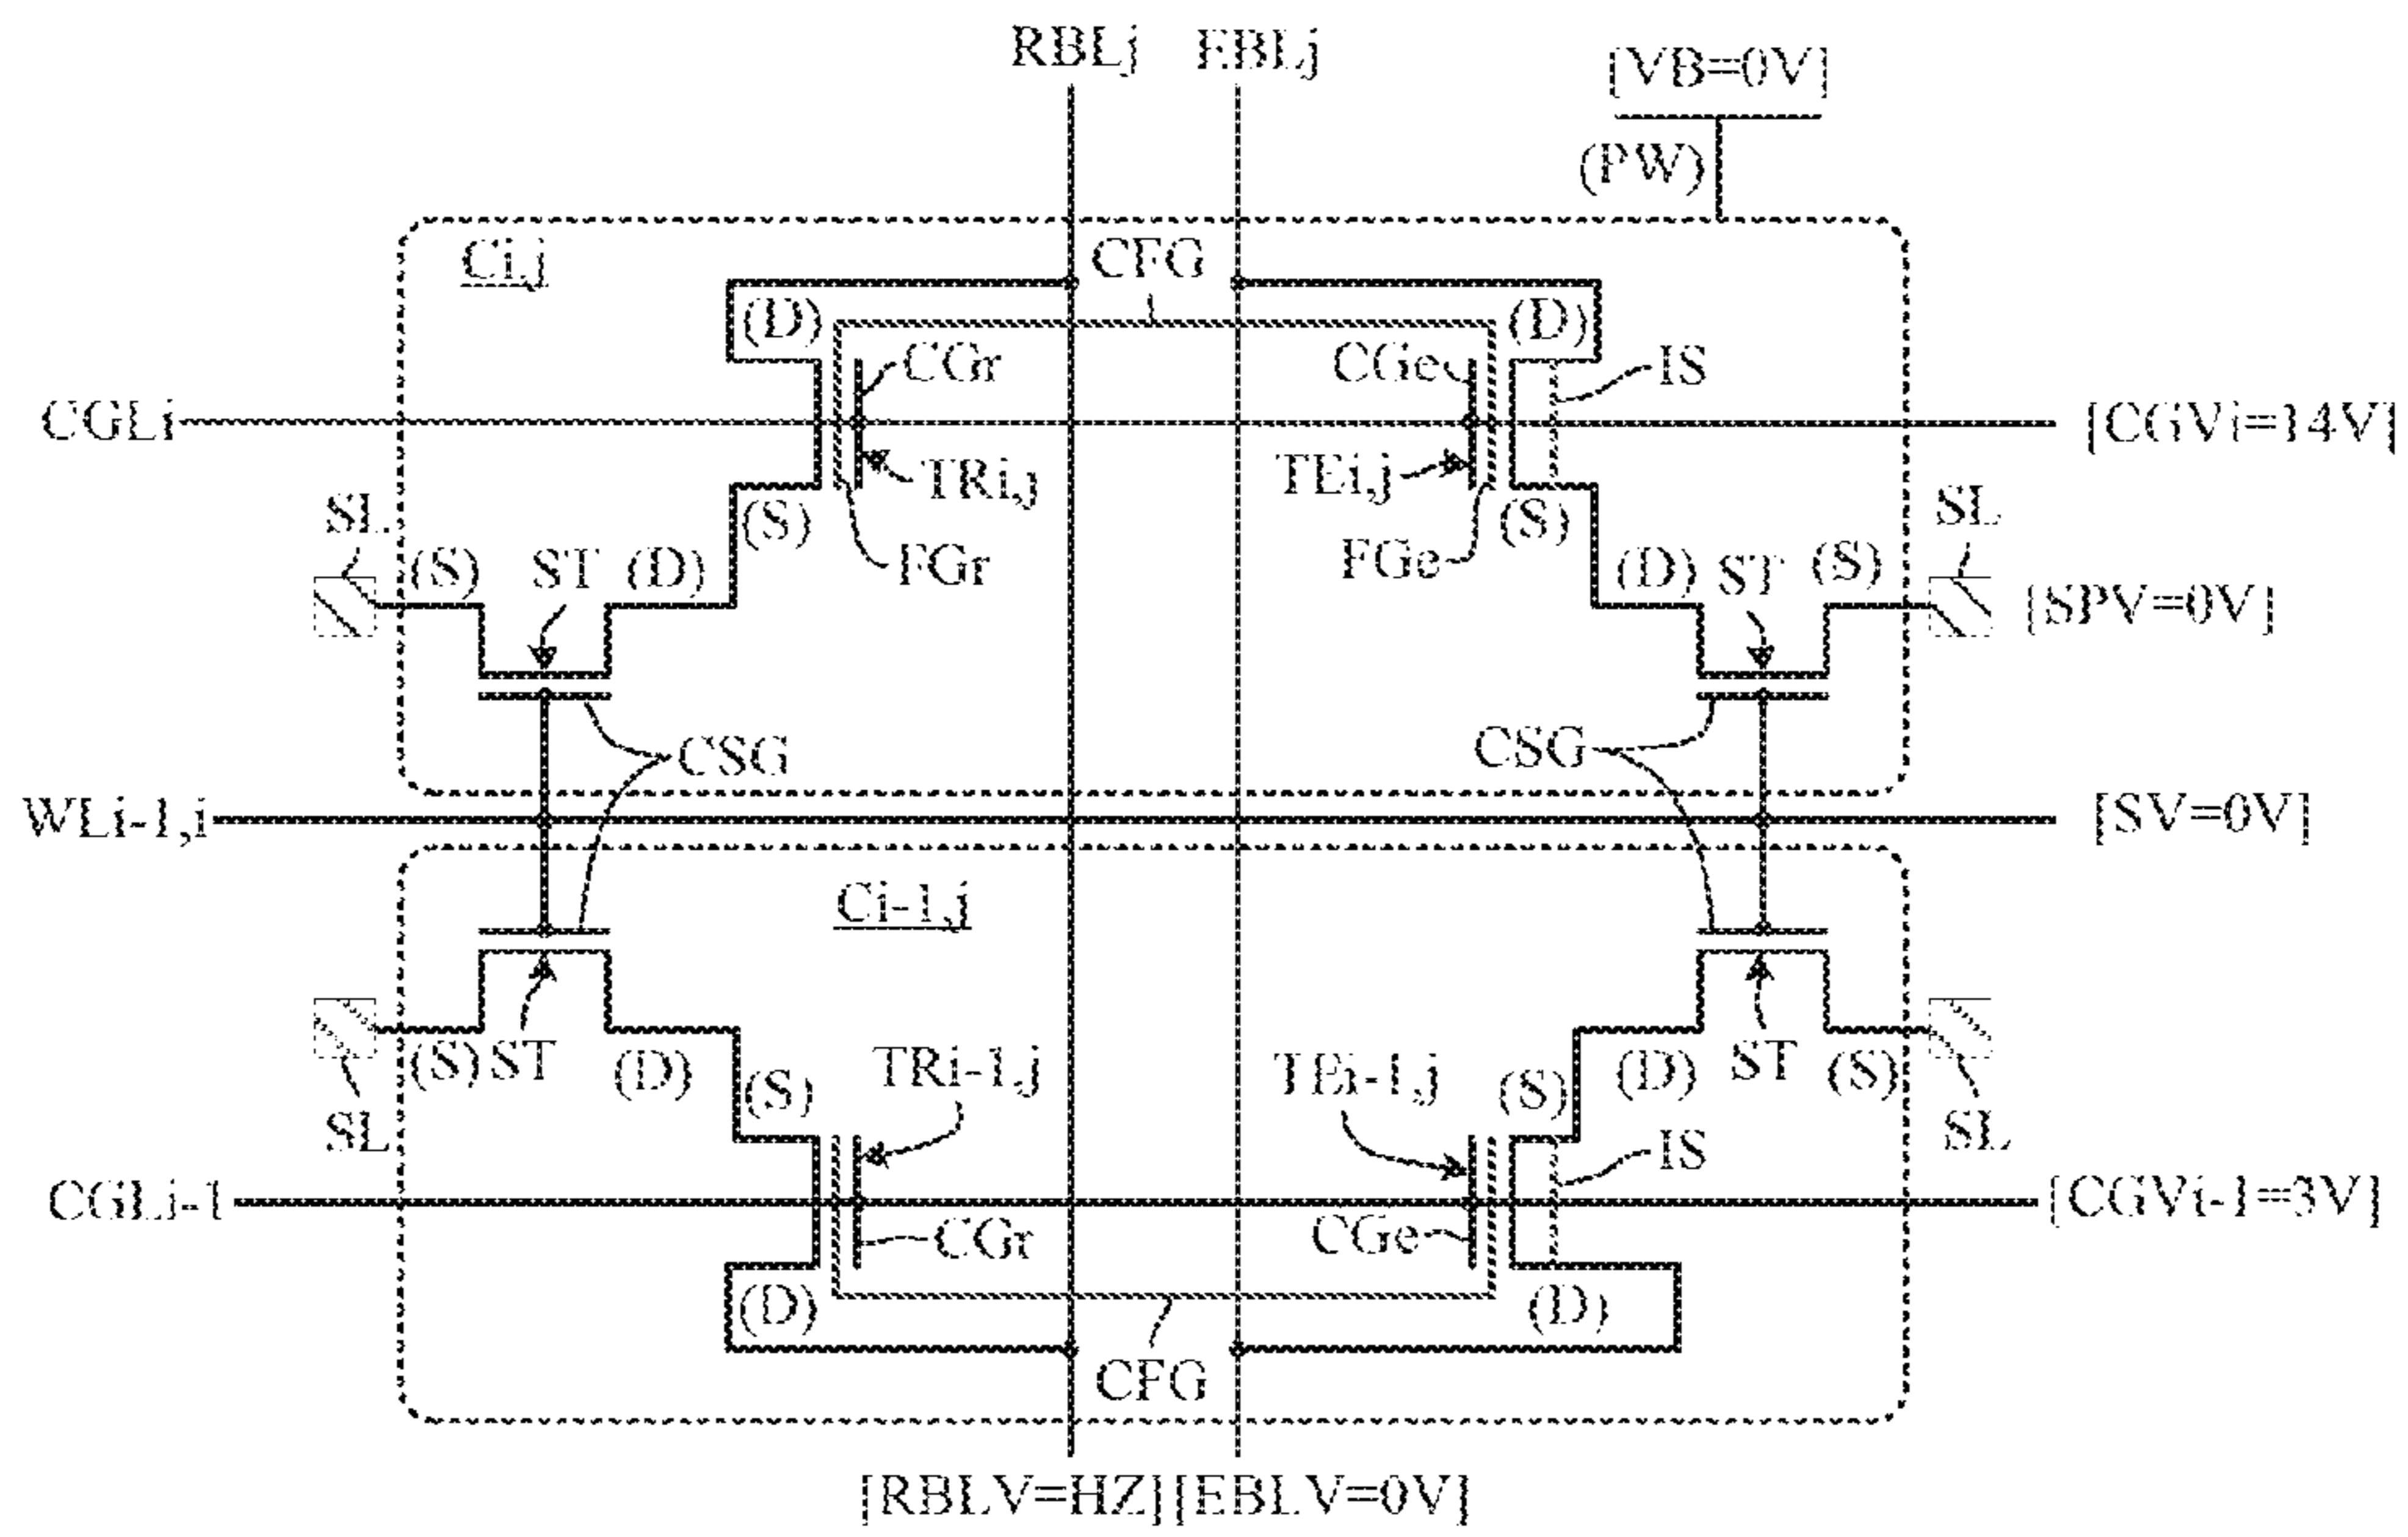 RBLj EBLj
[VB=0V]
(PW)
Ci,j
CFG
(D) (D)
CGr CGe IS
CGLi [CGVi=14V]
TRi,j TEi,j
SL (S) (S) SL
(S) ST (D) FGr FGe (D) ST (S)
[SPV=0V]
CSG CSG
WLi-1,i [SV=0V]
Ci-1,j
(S) ST (D) TRi-1,j TEi-1,j (D) ST (S)
(S) (S)
SL IS SL
CGLi-1 [CGVi-1=3V]
CGr CGe
(D) (D)
CFG
[RBLV=HZ] [EBLV=0V]